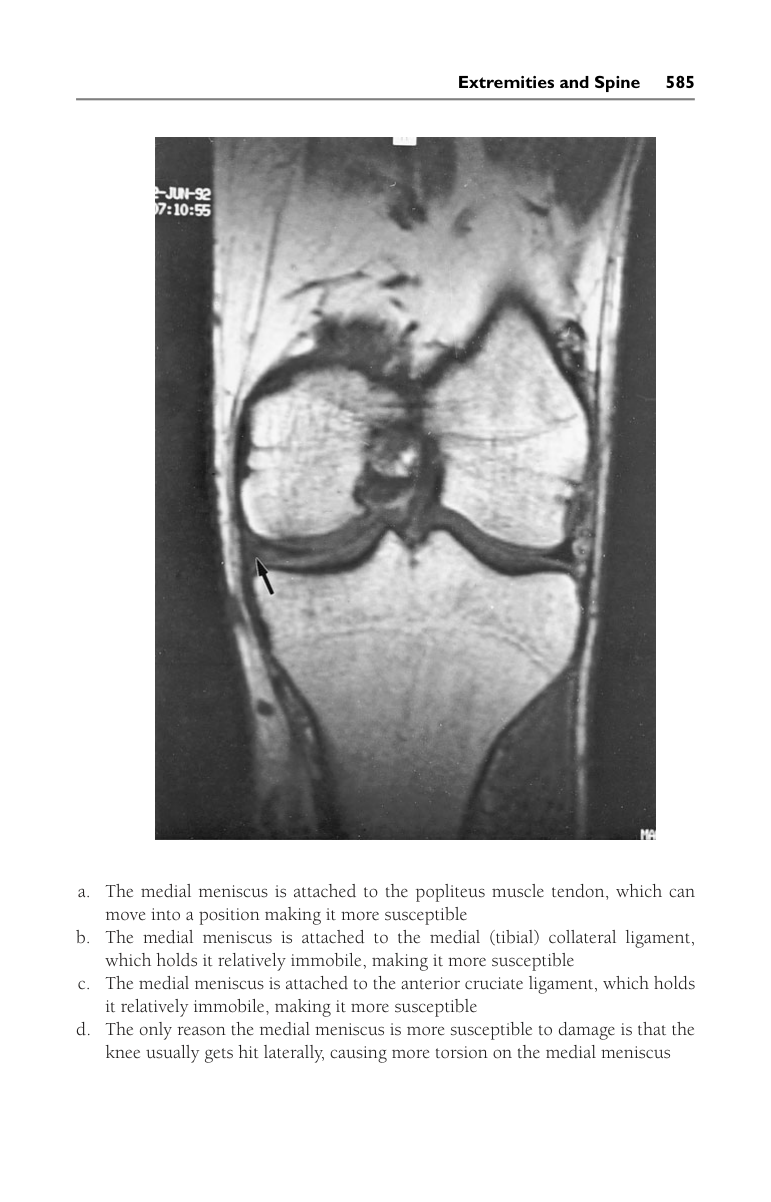 Extremities and Spine 585
2-JUN-92
07:10:55
MA
a. The medial meniscus is attached to the popliteus muscle tendon, which can
move into a position making it more susceptible
b. The medial meniscus is attached to the medial (tibial) collateral ligament,
which holds it relatively immobile, making it more susceptible
c. The medial meniscus is attached to the anterior cruciate ligament, which holds
it relatively immobile, making it more susceptible
d. The only reason the medial meniscus is more susceptible to damage is that the
knee usually gets hit laterally, causing more torsion on the medial meniscus